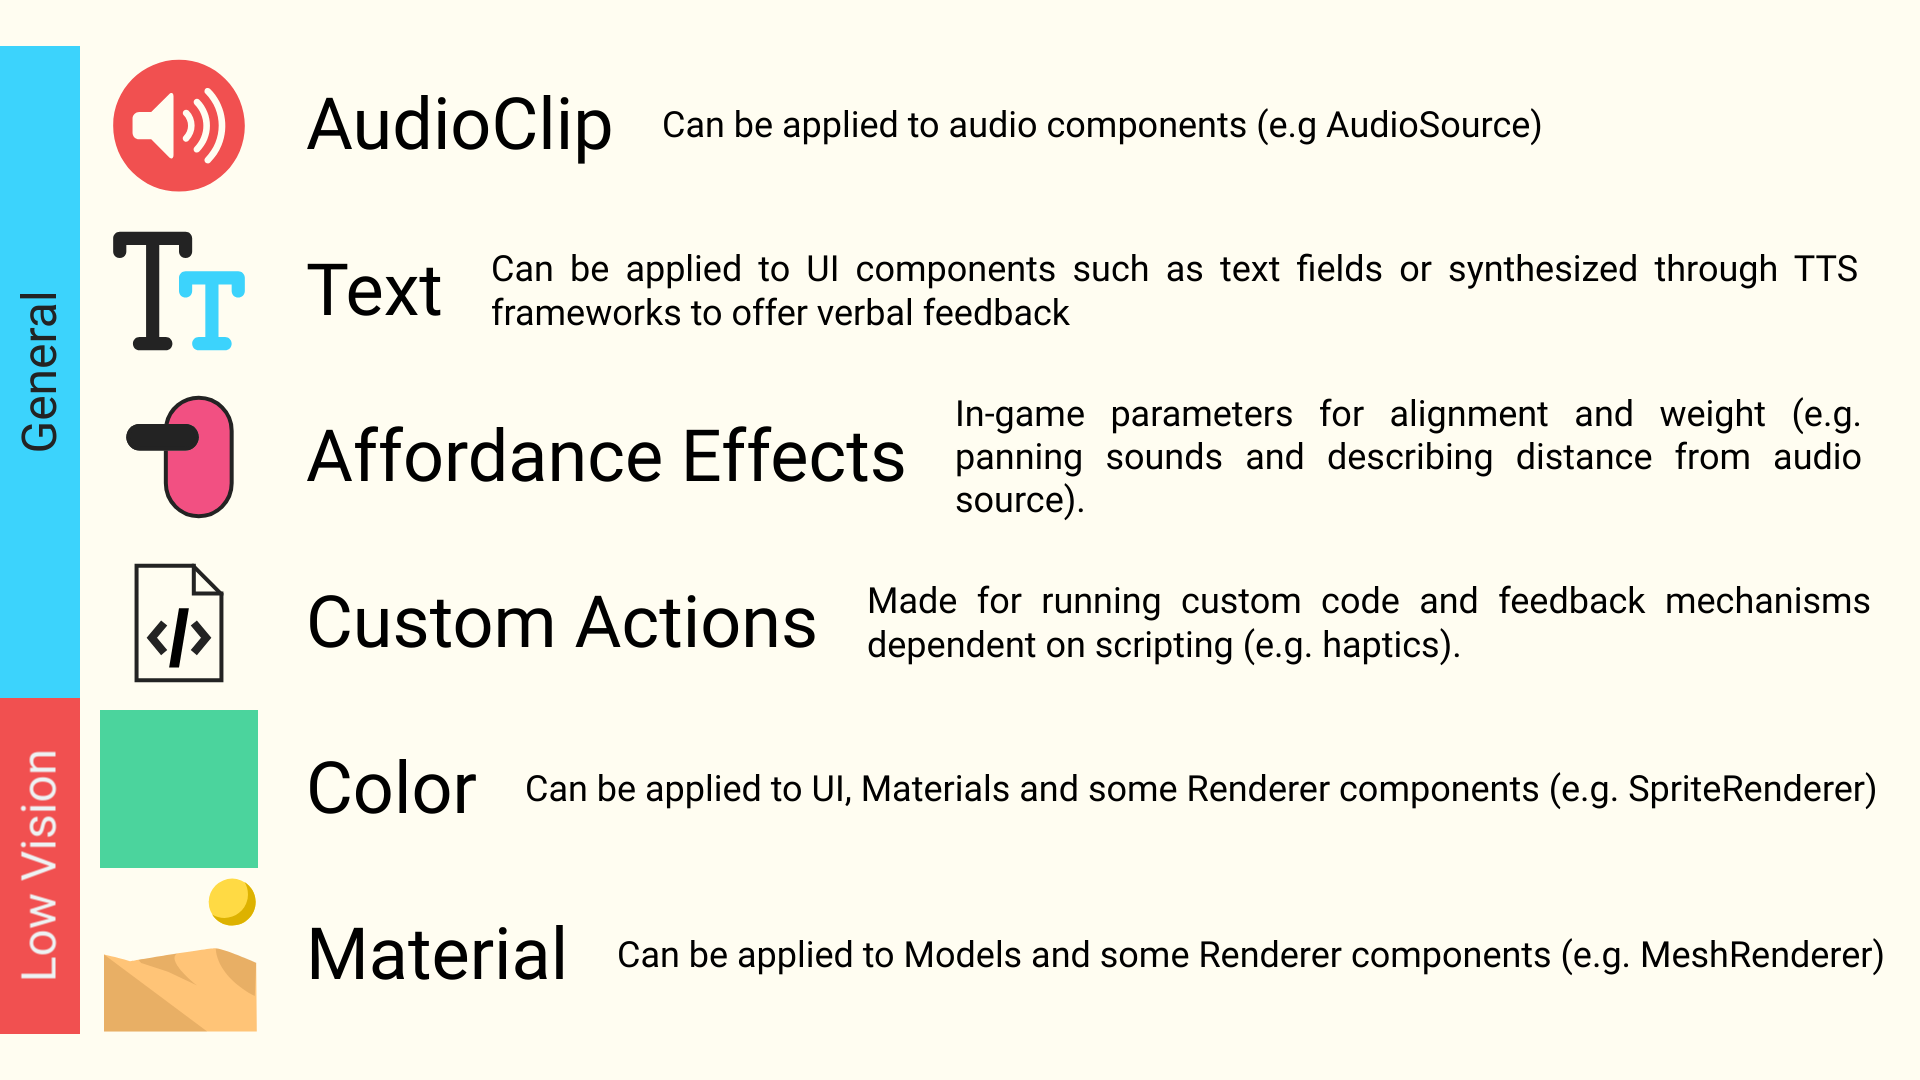 General
AudioClip
Can be applied to audio components (e.g AudioSource)
Text
Can be applied to UI components such as text fields or synthesized through TTS
frameworks to offer verbal feedback
Affordance Effects
In-game parameters for alignment and weight (e.g.
panning sounds and describing distance from audio
source).
Custom Actions
Made for running custom code and feedback mechanisms
dependent on scripting (e.g. haptics).
Low Vision
Color
Can be applied to UI, Materials and some Renderer components (e.g. SpriteRenderer)
Material
Can be applied to Models and some Renderer components (e.g. MeshRenderer)